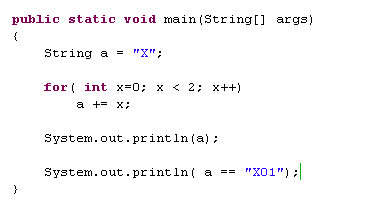 public static void main(String[] args)
{
    String a = "X";
    for( int x=0; x < 2; x++)
        a += x;
    System.out.println(a);
    System.out.println( a == "X01");
}